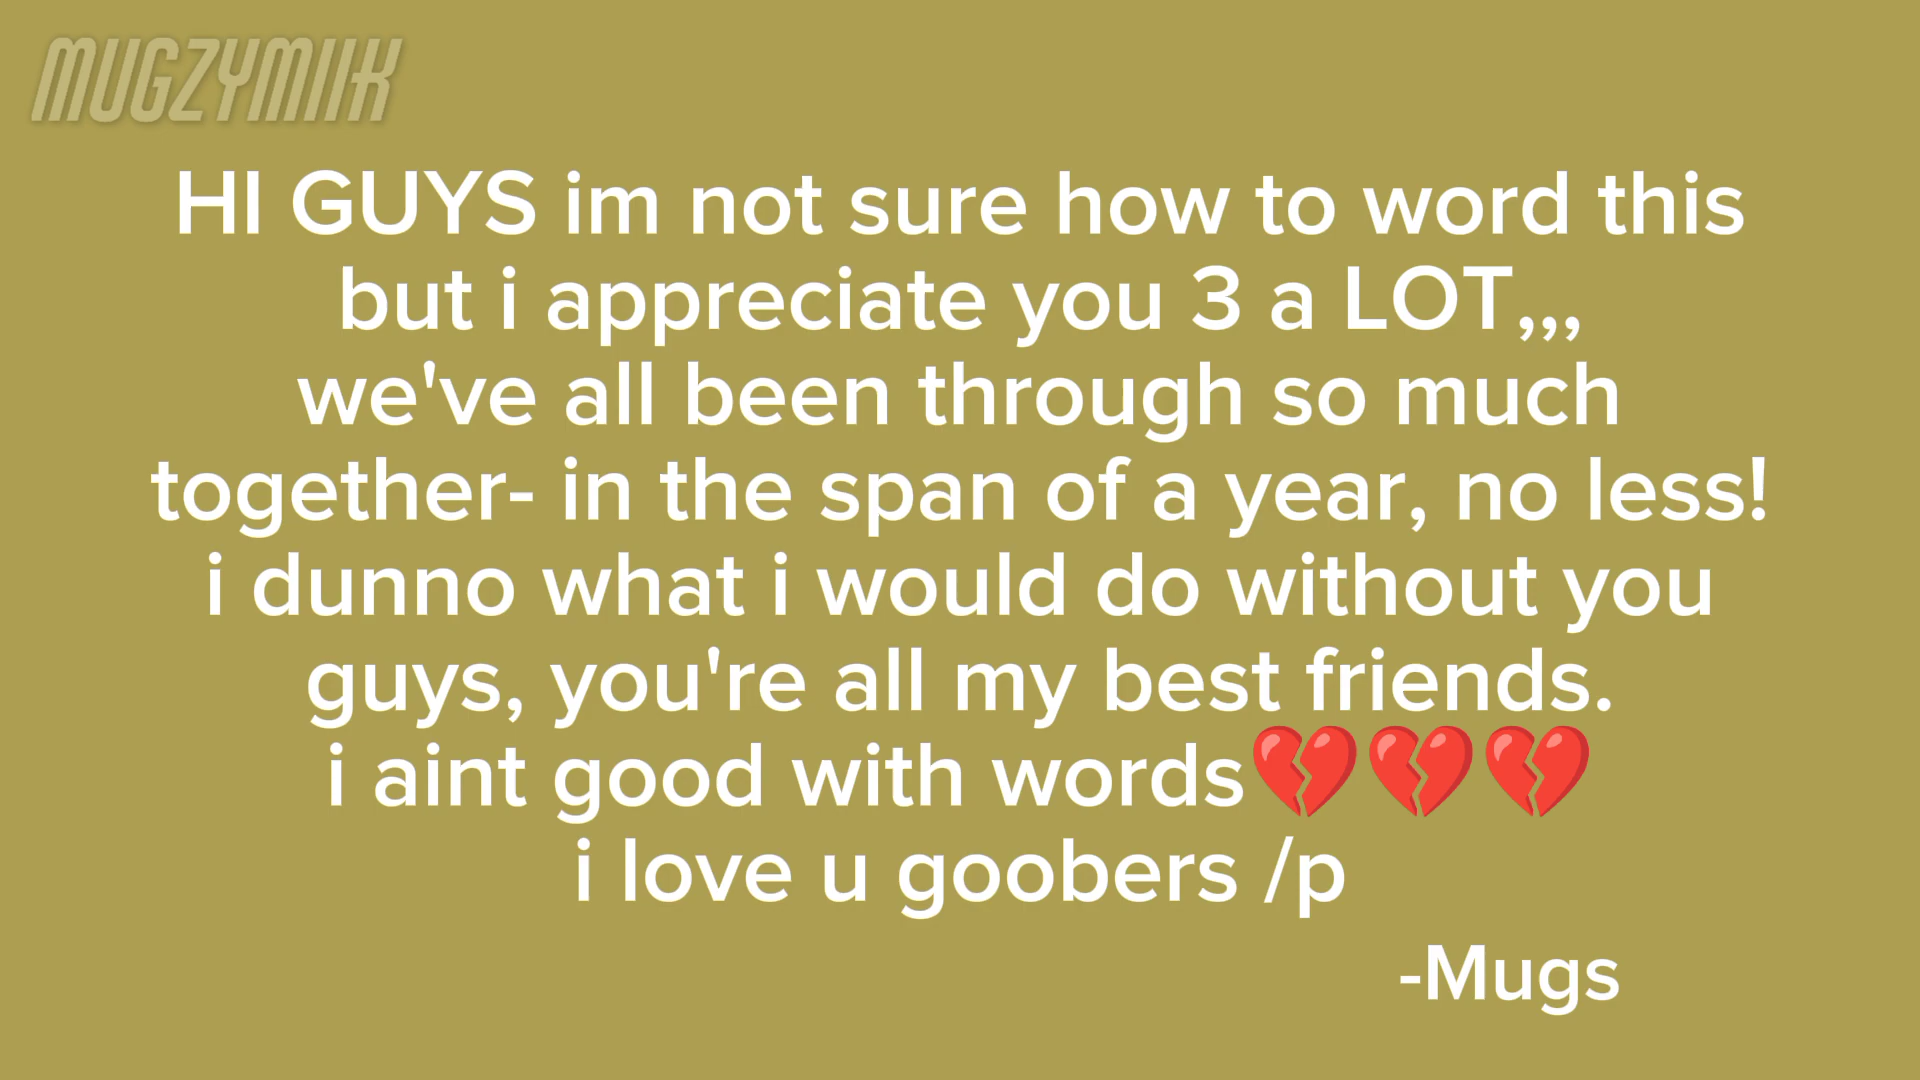 MUGZYMIK
HI GUYS im not sure how to word this
but i appreciate you 3 a LOT,,,
we've all been through so much
together- in the span of a year, no less!
i dunno what i would do without you
guys, you're all my best friends.
i aint good with words💔💔💔
i love u goobers /p
-Mugs